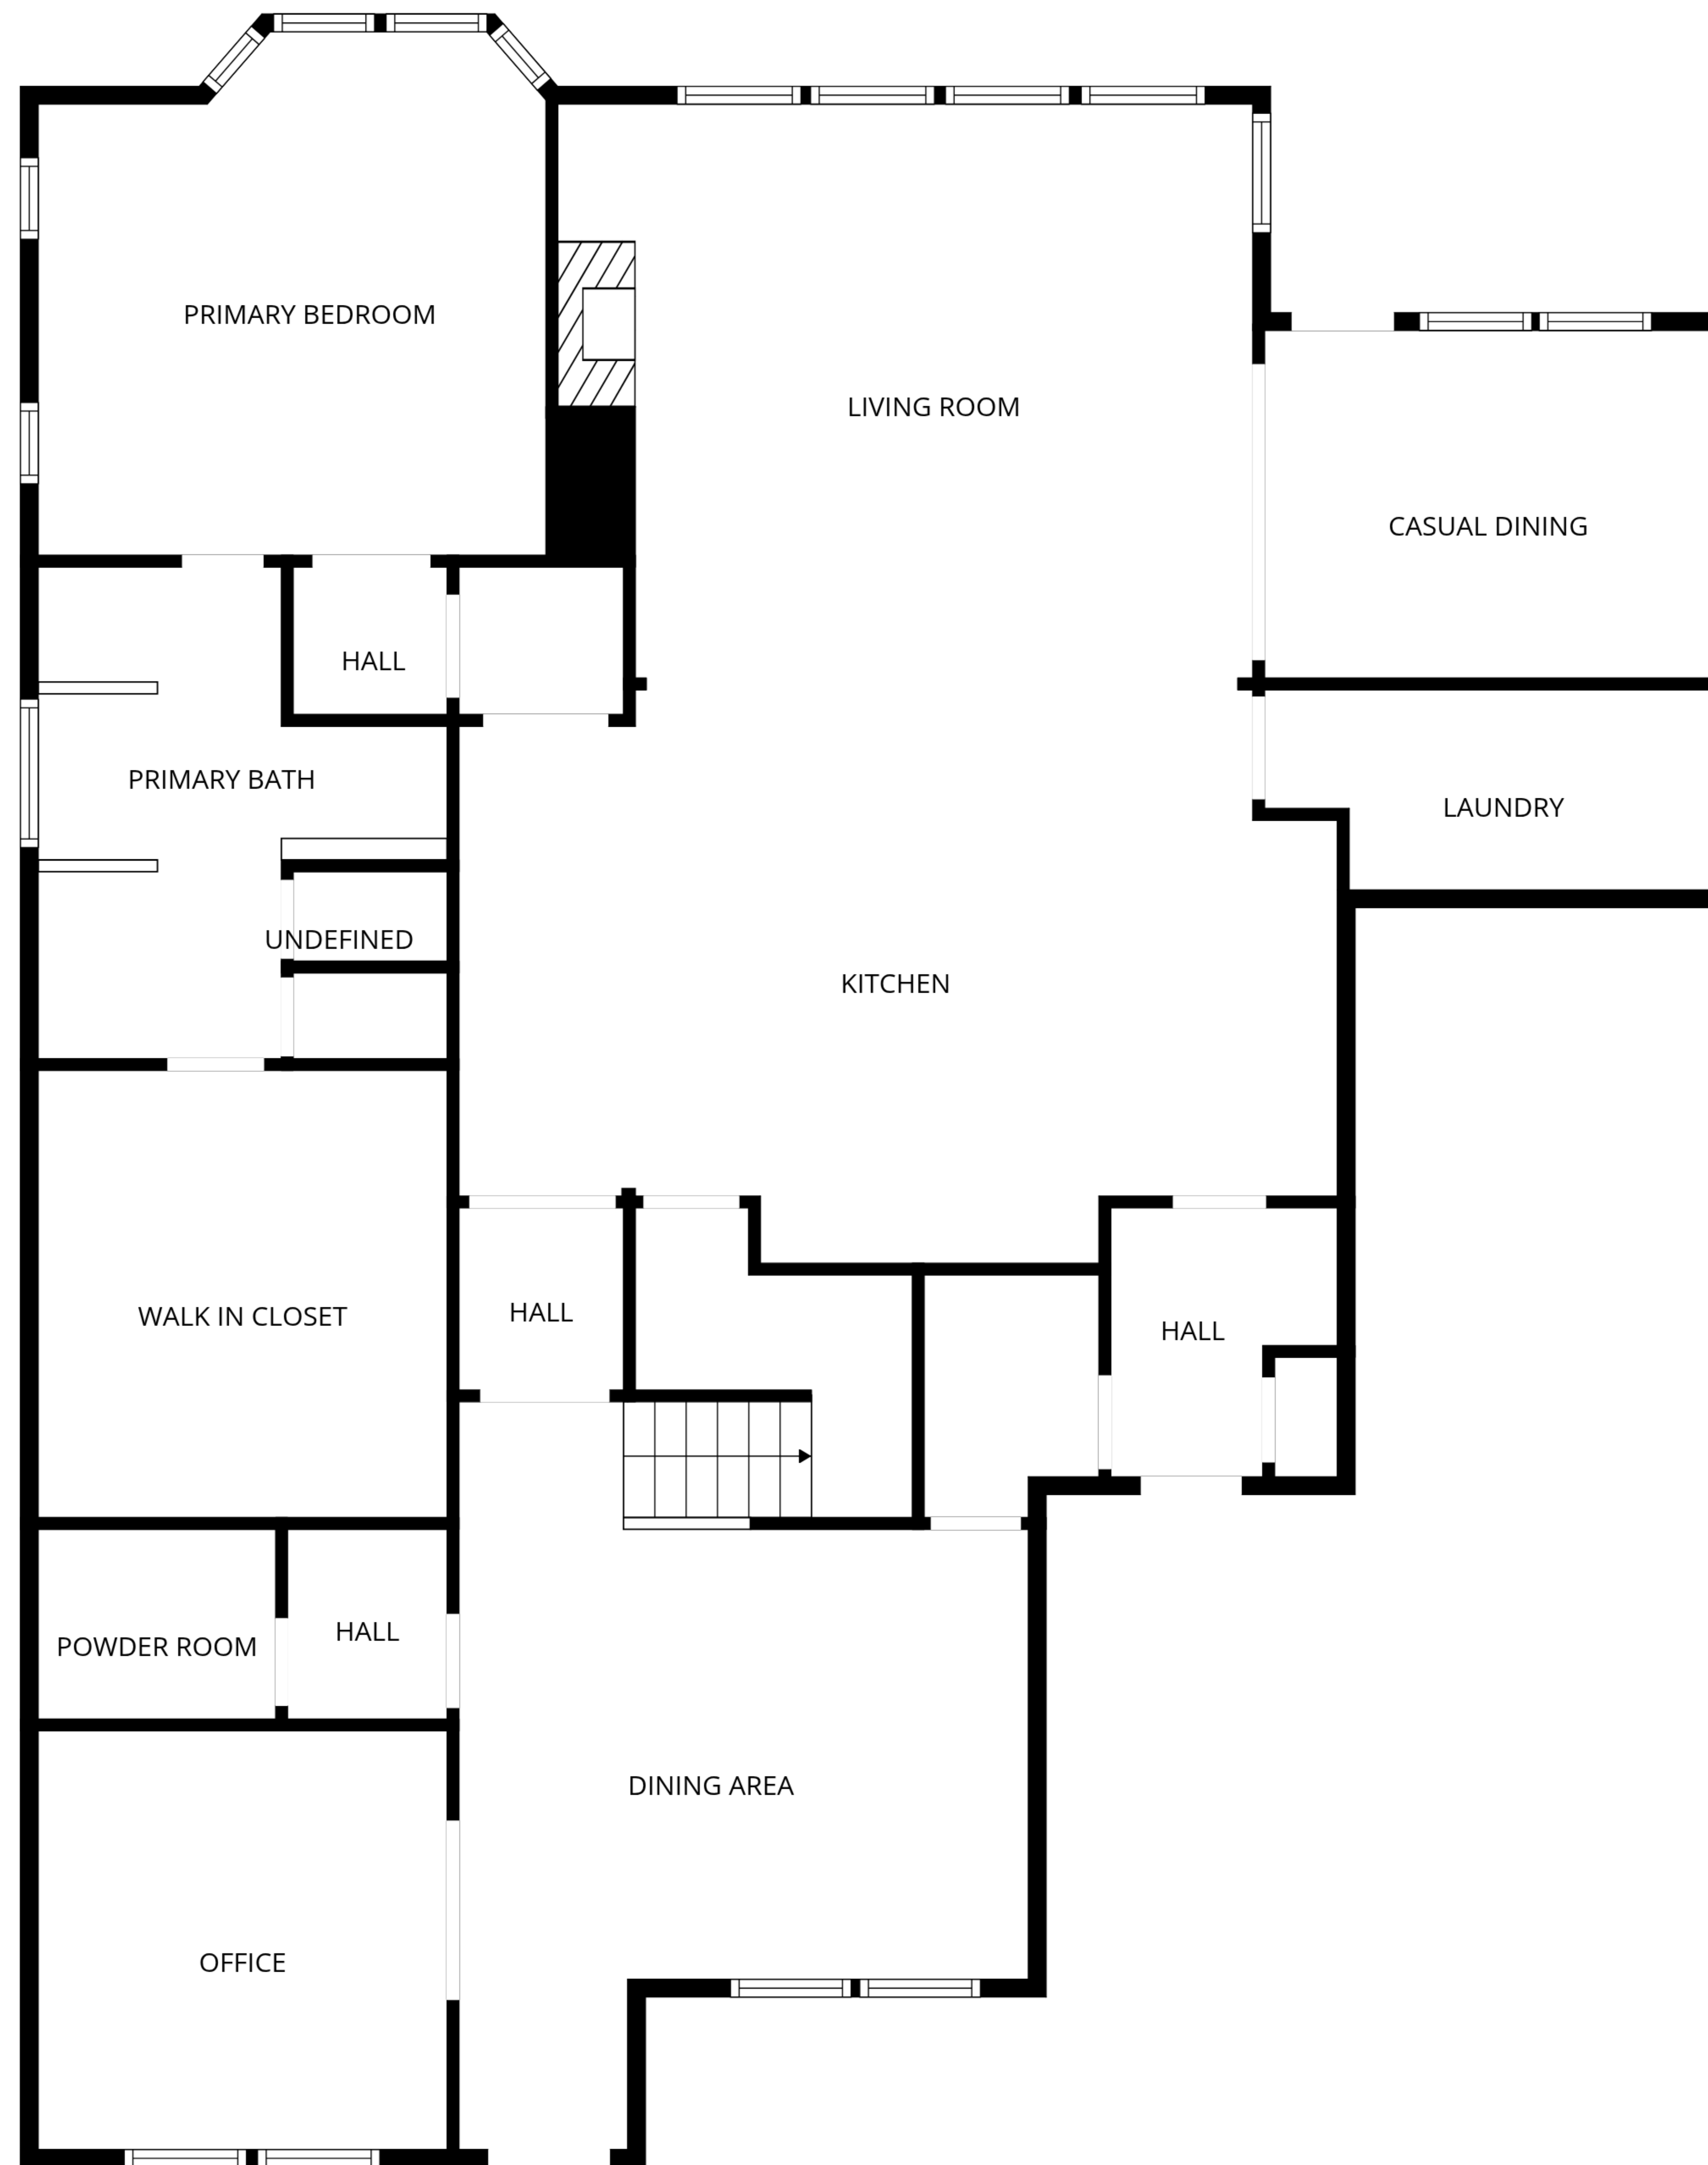 PRIMARY BEDROOM
LIVING ROOM
CASUAL DINING
HALL
PRIMARY BATH
LAUNDRY
UNDEFINED
KITCHEN
WALK IN CLOSET
HALL
HALL
POWDER ROOM
HALL
DINING AREA
OFFICE